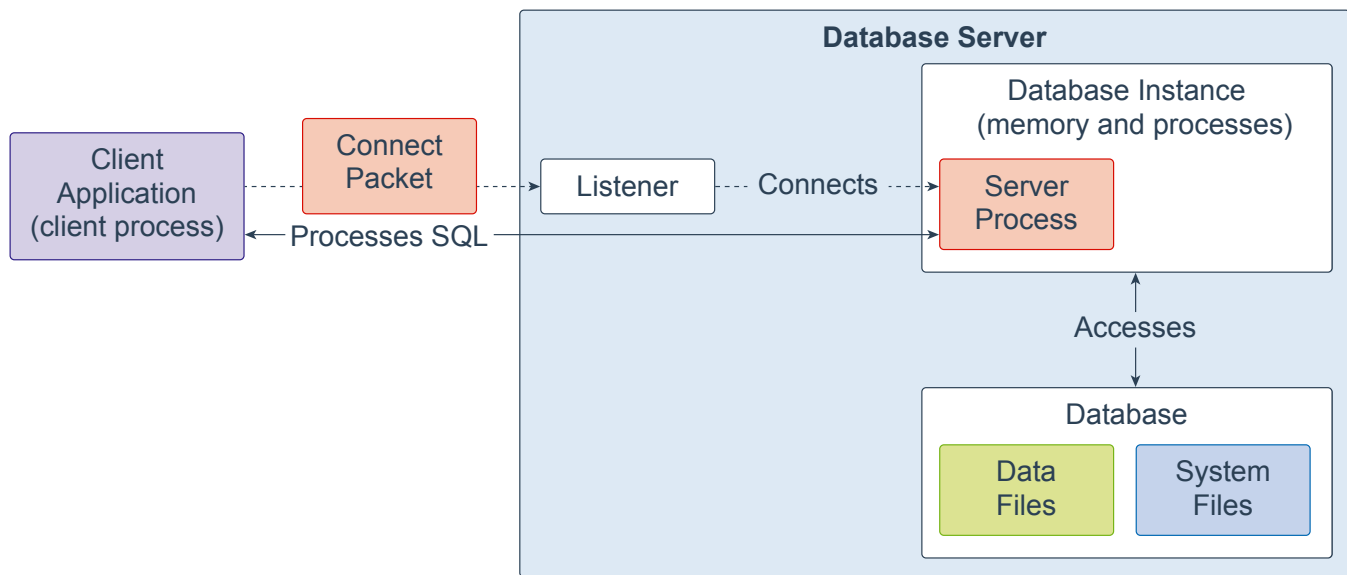 Database Server
Database Instance
(memory and processes)
Client
Application
(client process)
Connect
Packet
Listener
Connects
Server
Process
Processes SQL
Accesses
Database
Data
Files
System
Files